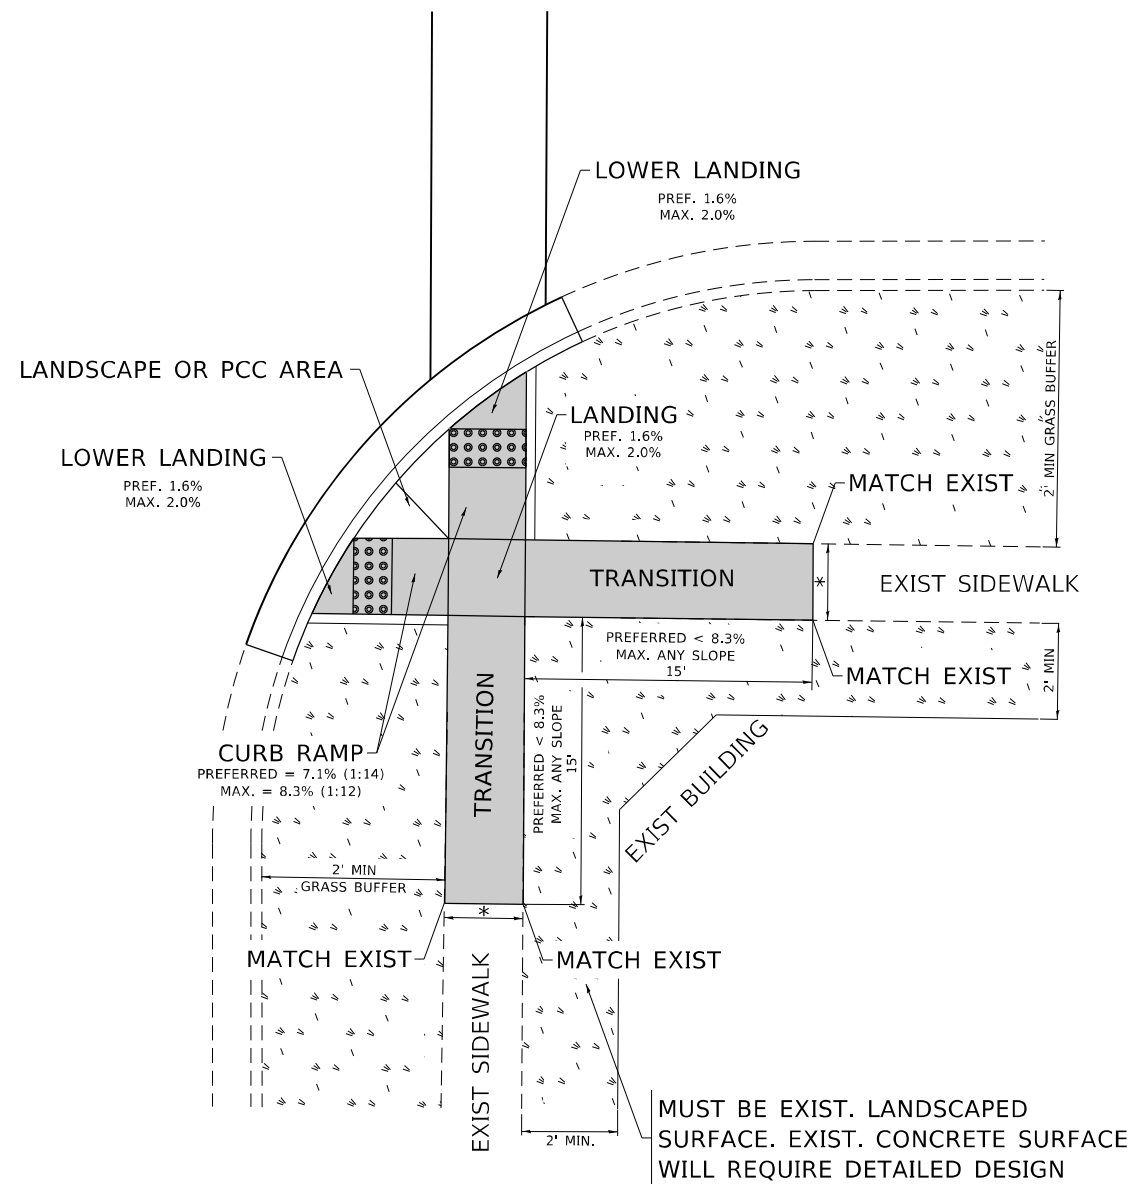 LOWER LANDING
PREF. 1.6%
MAX. 2.0%
LANDSCAPE OR PCC AREA
LANDING
PREF. 1.6%
MAX. 2.0%
LOWER LANDING
PREF. 1.6%
MAX. 2.0%
2' MIN GRASS BUFFER
MATCH EXIST
TRANSITION
*
EXIST SIDEWALK
PREFERRED < 8.3%
MAX. ANY SLOPE
15'
MATCH EXIST
2' MIN
TRANSITION
PREFERRED < 8.3%
MAX. ANY SLOPE
15'
CURB RAMP
PREFERRED = 7.1% (1:14)
MAX. = 8.3% (1:12)
EXIST BUILDING
2' MIN
GRASS BUFFER
*
MATCH EXIST
MATCH EXIST
EXIST SIDEWALK
2' MIN.
MUST BE EXIST. LANDSCAPED
SURFACE. EXIST. CONCRETE SURFACE
WILL REQUIRE DETAILED DESIGN